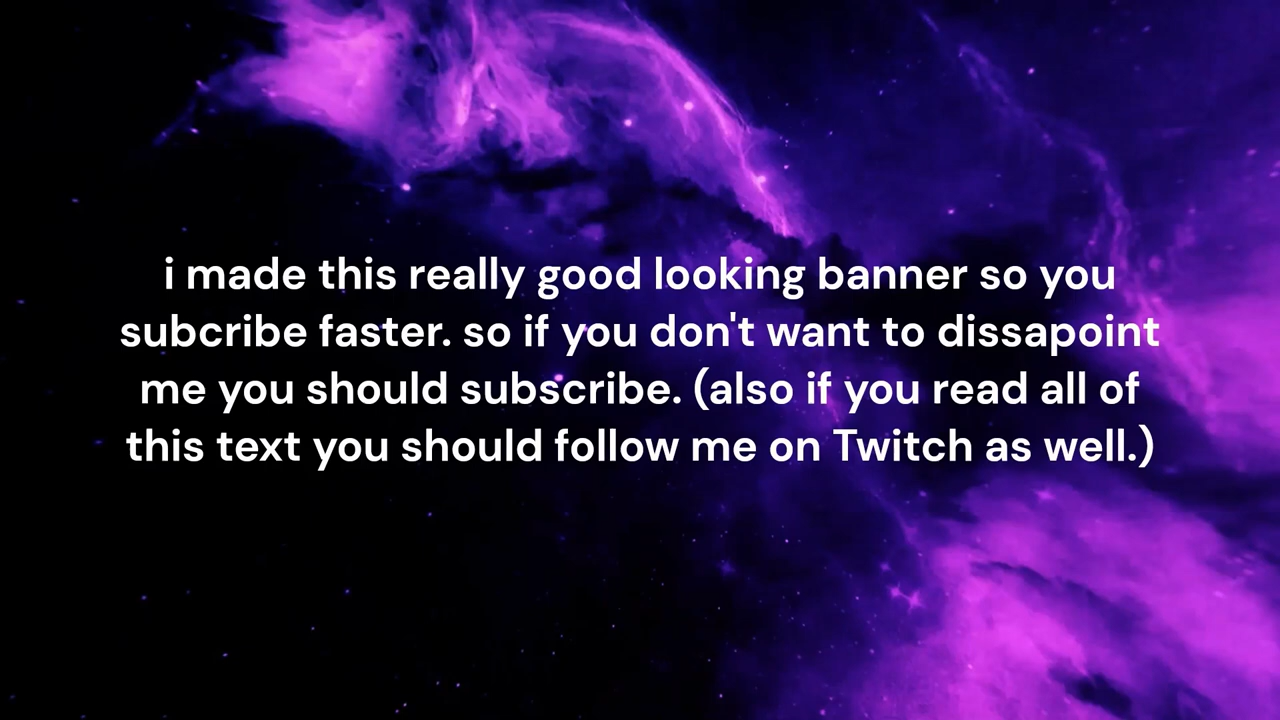 i made this really good looking banner so you
subcribe faster. so if you don't want to dissapoint
me you should subscribe. (also if you read all of
this text you should follow me on Twitch as well.)